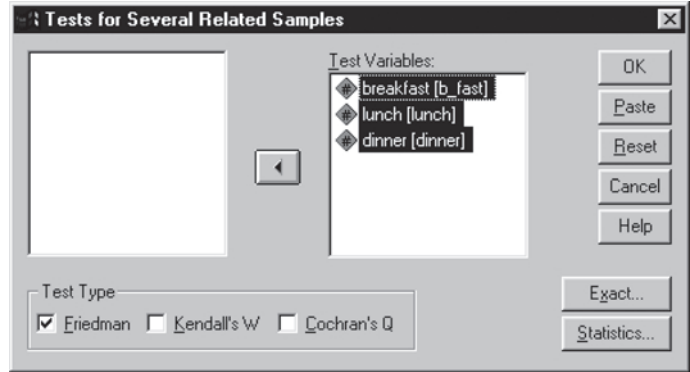 Tests for Several Related Samples
Test Variables:
breakfast [b_fast]
lunch [lunch]
dinner [dinner]
OK
Paste
Reset
Cancel
Help
Test Type
Friedman
Kendall's W
Cochran's Q
Exact...
Statistics...